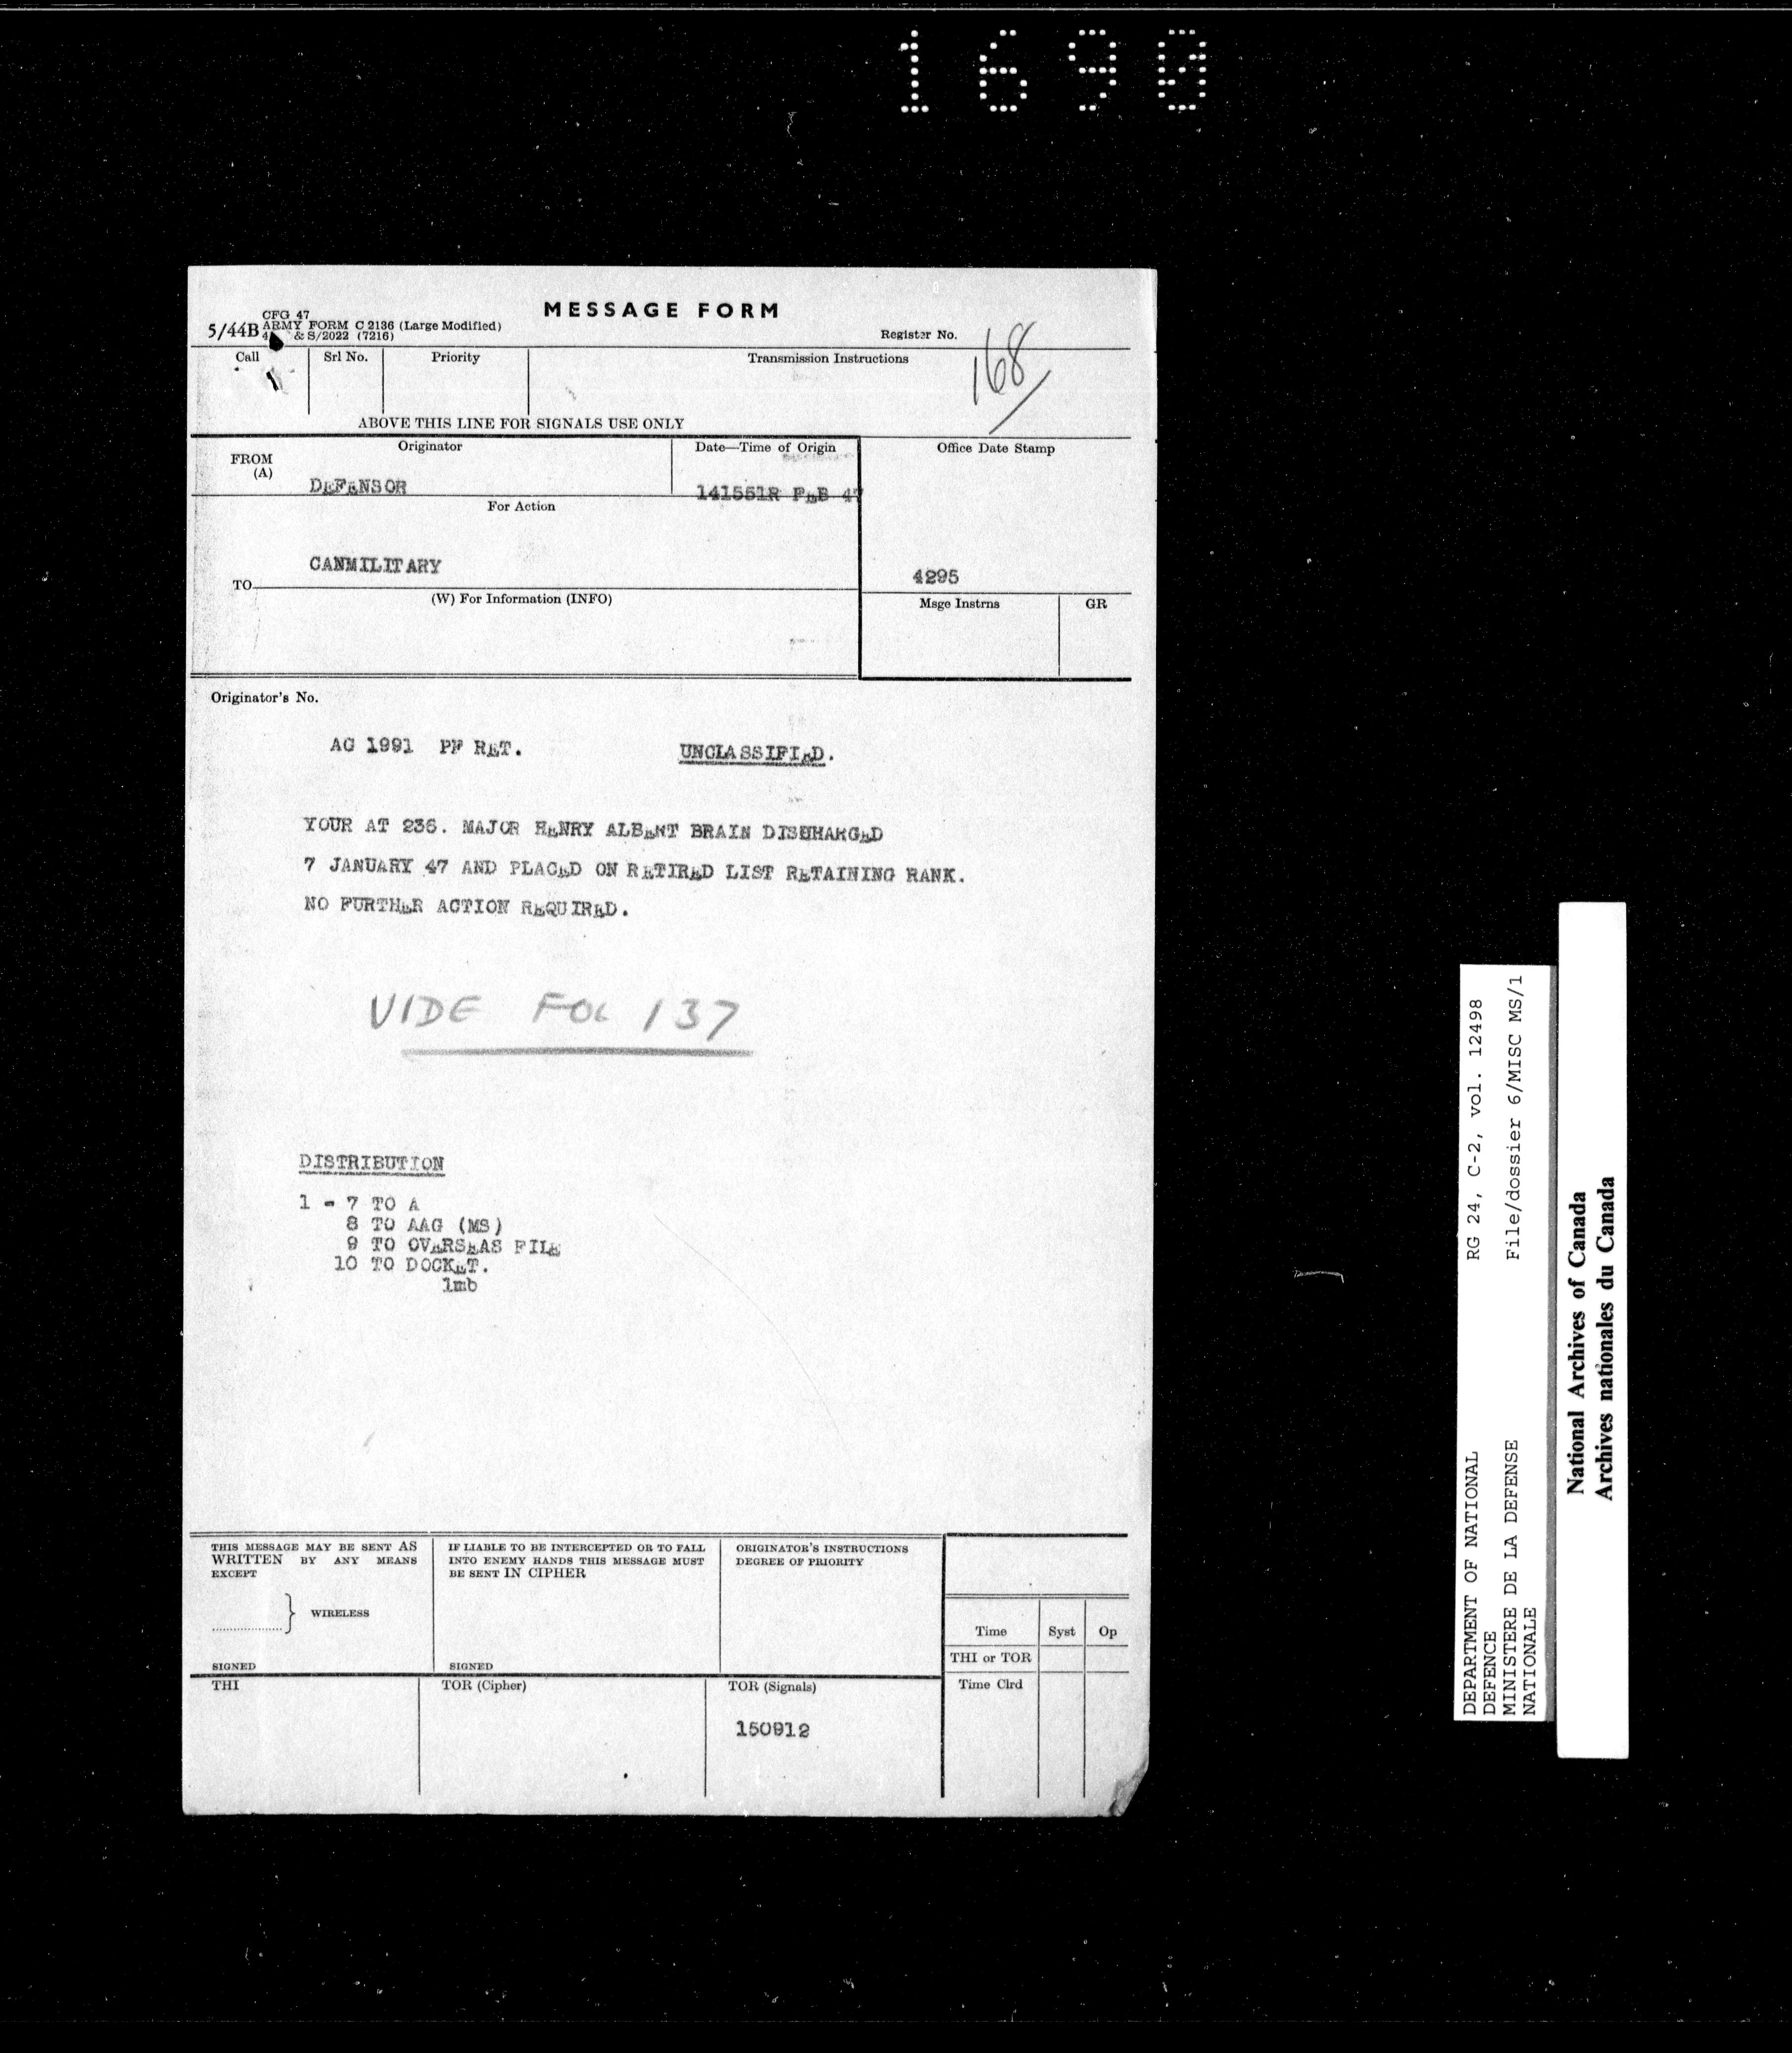 1690
MESSAGE FORM
CFG 47
5/44B ARMY FORM C 2136 (Large Modified)
& S/2022 (7216)
Register No.
168
Call
Srl No.
Priority
Transmission Instructions
ABOVE THIS LINE FOR SIGNALS USE ONLY
Originator
Date—Time of Origin
Office Date Stamp
FROM
(A)
DEFENSOR
141551R FEB 47
For Action
CANMILITARY
4295
TO
(W) For Information (INFO)
Msge Instrns
GR
Originator's No.
AG 1991 PF RET. UNCLASSIFIED.
YOUR AT 236. MAJOR HENRY ALBERT BRAIN DISCHARGED
7 JANUARY 47 AND PLACED ON RETIRED LIST RETAINING RANK.
NO FURTHER ACTION REQUIRED.
VIDE FOL 137
DISTRIBUTION
1 - 7 TO A
8 TO AAG (MS)
9 TO OVERSEAS FILE
10 TO DOCKET.
lmb
THIS MESSAGE MAY BE SENT AS
WRITTEN BY ANY MEANS
EXCEPT
WIRELESS
SIGNED
IF LIABLE TO BE INTERCEPTED OR TO FALL
INTO ENEMY HANDS THIS MESSAGE MUST
BE SENT IN CIPHER
SIGNED
ORIGINATOR'S INSTRUCTIONS
DEGREE OF PRIORITY
Time
Syst
Op
THI or TOR
Time Clrd
THI
TOR (Cipher)
TOR (Signals)
150912
DEPARTMENT OF NATIONAL
DEFENCE
MINISTERE DE LA DEFENSE
NATIONALE
RG 24, C-2, vol. 12498
File/dossier 6/MISC MS/1
National Archives of Canada
Archives nationales du Canada